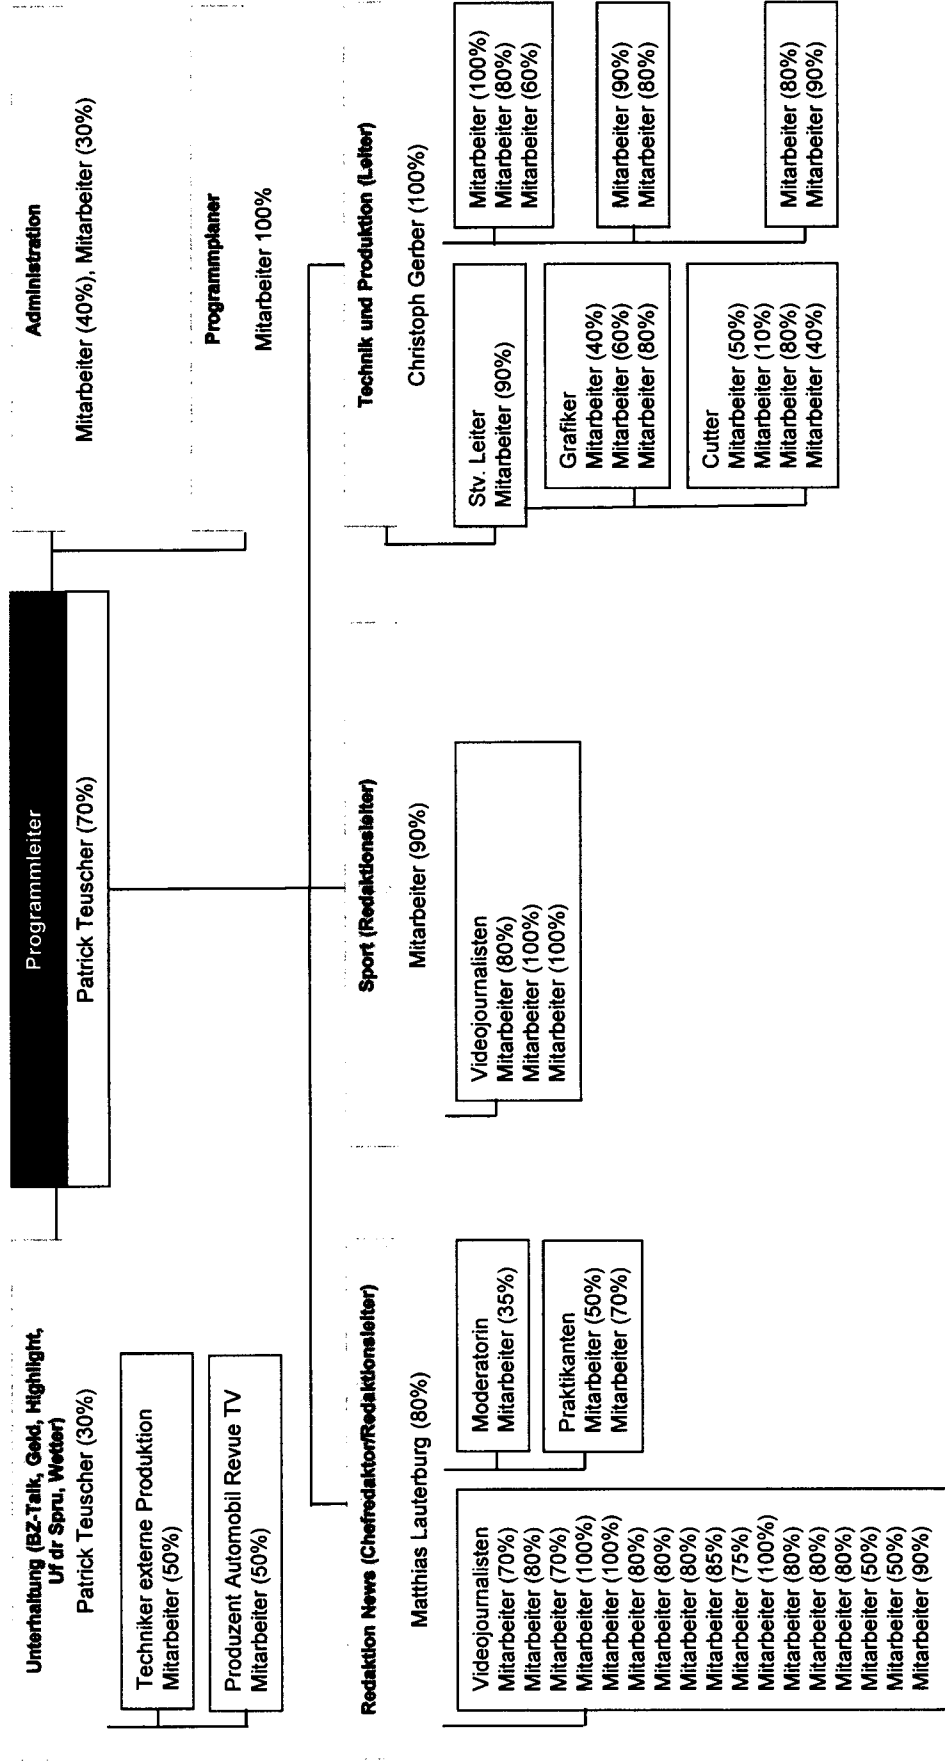 Programmleiter
Patrick Teuscher (70%)
Unterhaltung (BZ-Talk, Geld, Highlight,
Uf dr Spru, Wetter)
Patrick Teuscher (30%)
Techniker externe Produktion
Mitarbeiter (50%)
Produzent Automobil Revue TV
Mitarbeiter (50%)
Administration
Mitarbeiter (40%), Mitarbeiter (30%)
Programmplaner
Mitarbeiter 100%
Redaktion News (Chefredaktor/Redaktionsleiter)
Matthias Lauterburg (80%)
Videojournalisten
Mitarbeiter (70%)
Mitarbeiter (80%)
Mitarbeiter (70%)
Mitarbeiter (100%)
Mitarbeiter (100%)
Mitarbeiter (80%)
Mitarbeiter (80%)
Mitarbeiter (80%)
Mitarbeiter (85%)
Mitarbeiter (75%)
Mitarbeiter (100%)
Mitarbeiter (80%)
Mitarbeiter (80%)
Mitarbeiter (80%)
Mitarbeiter (50%)
Mitarbeiter (50%)
Mitarbeiter (90%)
Moderatorin
Mitarbeiter (35%)
Praktikanten
Mitarbeiter (50%)
Mitarbeiter (70%)
Sport (Redaktionsleiter)
Mitarbeiter (90%)
Videojournalisten
Mitarbeiter (80%)
Mitarbeiter (100%)
Mitarbeiter (100%)
Technik und Produktion (Leiter)
Christoph Gerber (100%)
Stv. Leiter
Mitarbeiter (90%)
Grafiker
Mitarbeiter (40%)
Mitarbeiter (60%)
Mitarbeiter (80%)
Cutter
Mitarbeiter (50%)
Mitarbeiter (10%)
Mitarbeiter (80%)
Mitarbeiter (40%)
Mitarbeiter (100%)
Mitarbeiter (80%)
Mitarbeiter (60%)
Mitarbeiter (90%)
Mitarbeiter (80%)
Mitarbeiter (80%)
Mitarbeiter (90%)